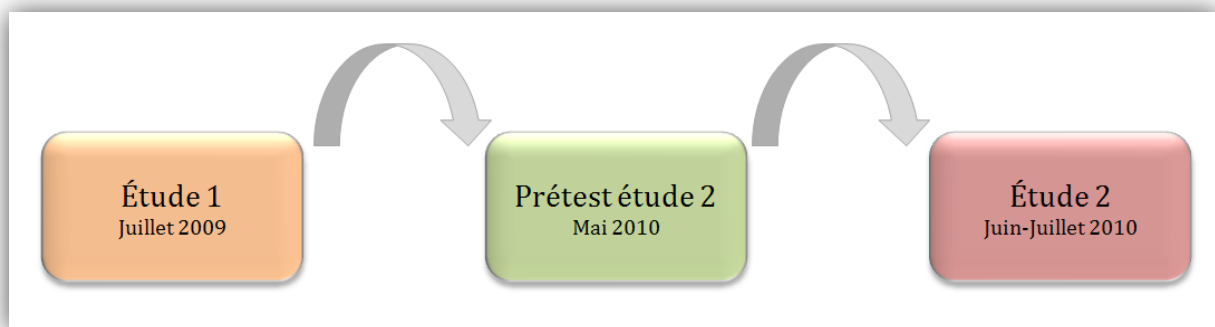 Étude 1
Juillet 2009
Prétest étude 2
Mai 2010
Étude 2
Juin-Juillet 2010